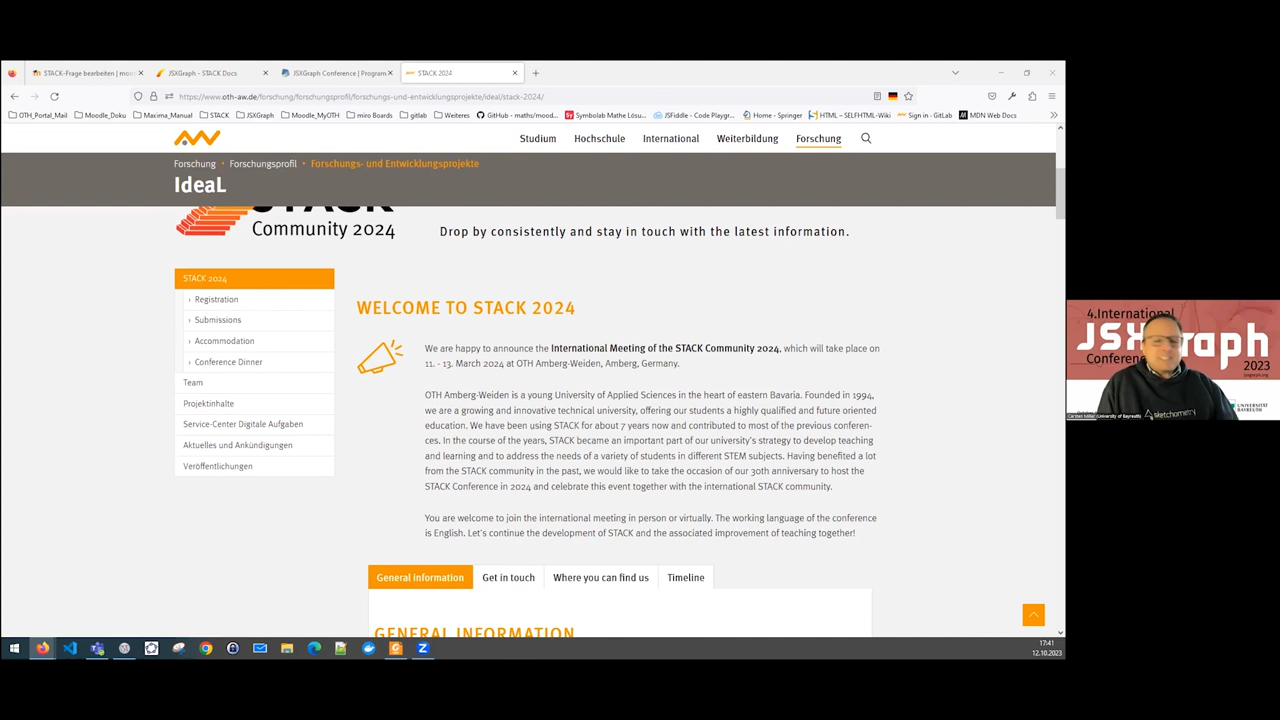 STACK-Frage bearbeiten | moo
JSXGraph - STACK Docs
JSXGraph Conference | Program
STACK 2024
https://www.oth-aw.de/forschung/forschungsprofil/forschungs-und-entwicklungsprojekte/ideal/stack-2024/
OTH_Portal_Mail Moodle_Doku Maxima_Manual STACK JSXGraph Moodle_MyOTH miro Boards gitlab Weiteres GitHub - maths/mood... Symbolab Mathe Lösu... JSFiddle - Code Playgr... Home - Springer HTML – SELFHTML-Wiki Sign in · GitLab MDN Web Docs
Studium Hochschule International Weiterbildung Forschung
Forschung • Forschungsprofil • Forschungs- und Entwicklungsprojekte
IdeaL
STACK
Community 2024
Drop by consistently and stay in touch with the latest information.
STACK 2024
› Registration
› Submissions
› Accommodation
› Conference Dinner
Team
Projektinhalte
Service-Center Digitale Aufgaben
Aktuelles und Ankündigungen
Veröffentlichungen
WELCOME TO STACK 2024
We are happy to announce the International Meeting of the STACK Community 2024, which will take place on
11. - 13. March 2024 at OTH Amberg-Weiden, Amberg, Germany.
OTH Amberg-Weiden is a young University of Applied Sciences in the heart of eastern Bavaria. Founded in 1994,
we are a growing and innovative technical university, offering our students a highly qualified and future oriented
education. We have been using STACK for about 7 years now and contributed to most of the previous conferen-
ces. In the course of the years, STACK became an important part of our university's strategy to develop teaching
and learning and to address the needs of a variety of students in different STEM subjects. Having benefited a lot
from the STACK community in the past, we would like to take the occasion of our 30th anniversary to host the
STACK Conference in 2024 and celebrate this event together with the international STACK community.
You are welcome to join the international meeting in person or virtually. The working language of the conference
is English. Let's continue the development of STACK and the associated improvement of teaching together!
General information Get in touch Where you can find us Timeline
GENERAL INFORMATION
17:41
12.10.2023
4.International
JSXGraph
Conference
2023
jsxgraph.org
sketchometry
UNIVERSITÄT
BAYREUTH
Carsten Miller (University of Bayreuth)